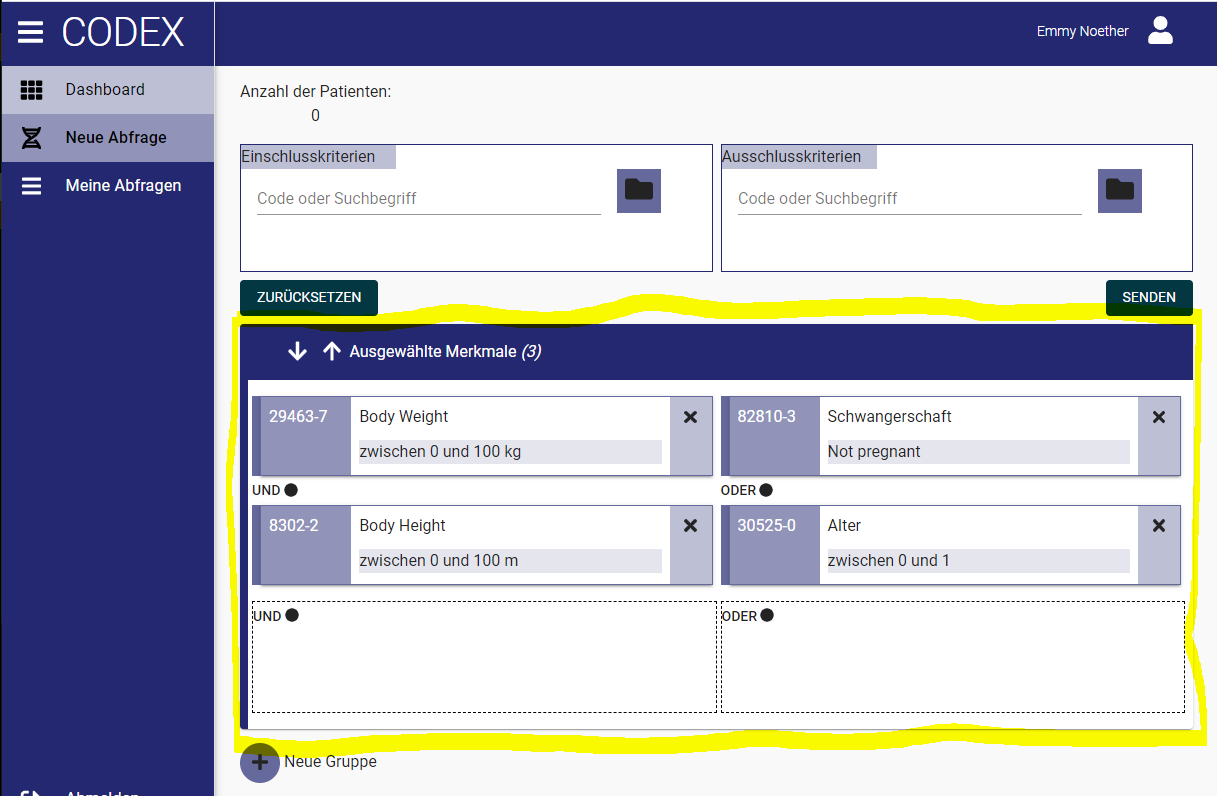 CODEX
Emmy Noether
Dashboard
Neue Abfrage
Meine Abfragen
Anzahl der Patienten:
0
Einschlusskriterien
Code oder Suchbegriff
Ausschlusskriterien
Code oder Suchbegriff
ZURÜCKSETZEN
SENDEN
Ausgewählte Merkmale (3)
29463-7 Body Weight
zwischen 0 und 100 kg
UND
8302-2 Body Height
zwischen 0 und 100 m
UND
82810-3 Schwangerschaft
Not pregnant
ODER
30525-0 Alter
zwischen 0 und 1
ODER
Neue Gruppe
Abmelden